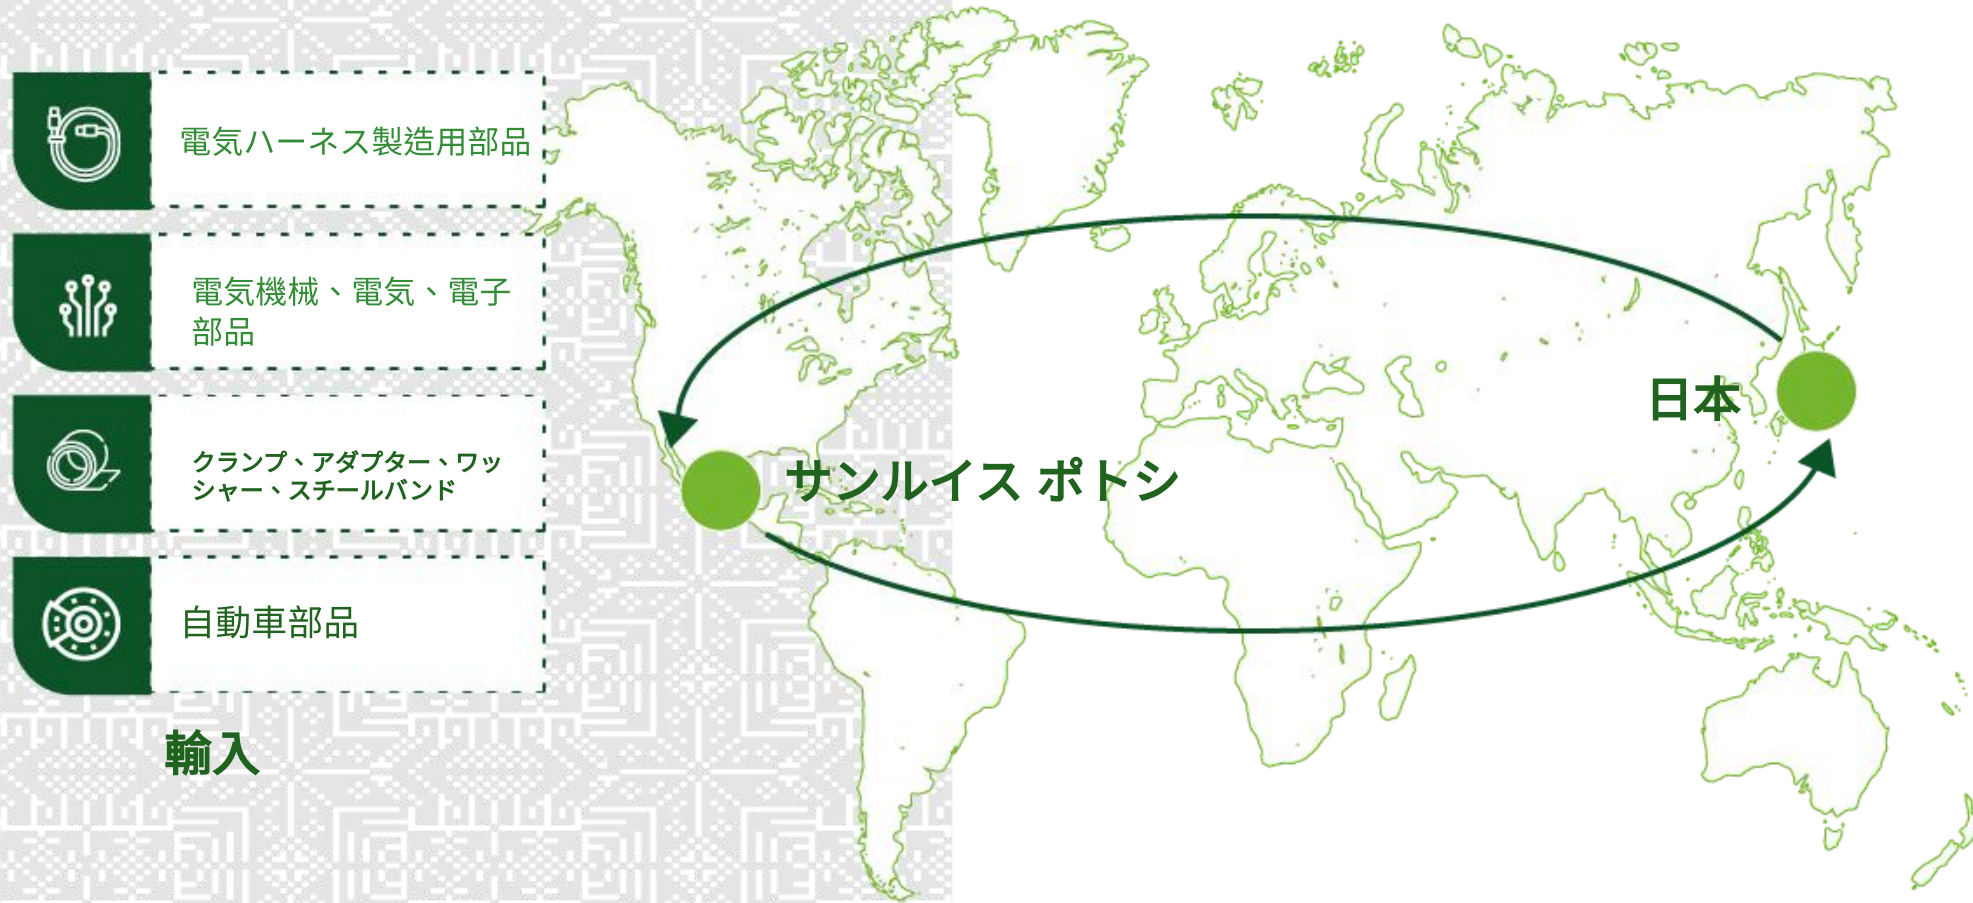 電気ハーネス製造用部品
電気機械、電気、電子
部品
クランプ、アダプター、ワッ
シャー、スチールバンド
自動車部品
輸入
サンルイス ポトシ
日本